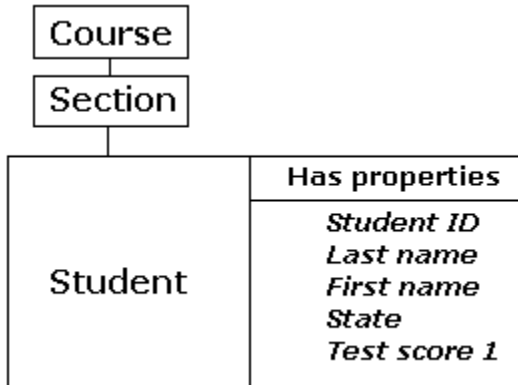 Course
Section
Student
Has properties
Student ID
Last name
First name
State
Test score 1